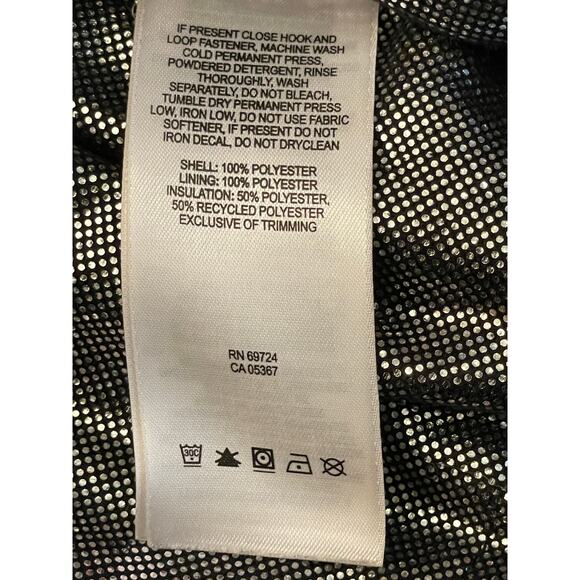 IF PRESENT CLOSE HOOK AND
LOOP FASTENER, MACHINE WASH
COLD PERMANENT PRESS,
POWDERED DETERGENT, RINSE
THOROUGHLY, WASH
SEPARATELY, DO NOT BLEACH,
TUMBLE DRY PERMANENT PRESS
LOW, IRON LOW, DO NOT USE FABRIC
SOFTENER, IF PRESENT DO NOT
IRON DECAL, DO NOT DRYCLEAN
SHELL: 100% POLYESTER
LINING: 100% POLYESTER
INSULATION: 50% POLYESTER,
50% RECYCLED POLYESTER
EXCLUSIVE OF TRIMMING
RN 69724
CA 05367
30C